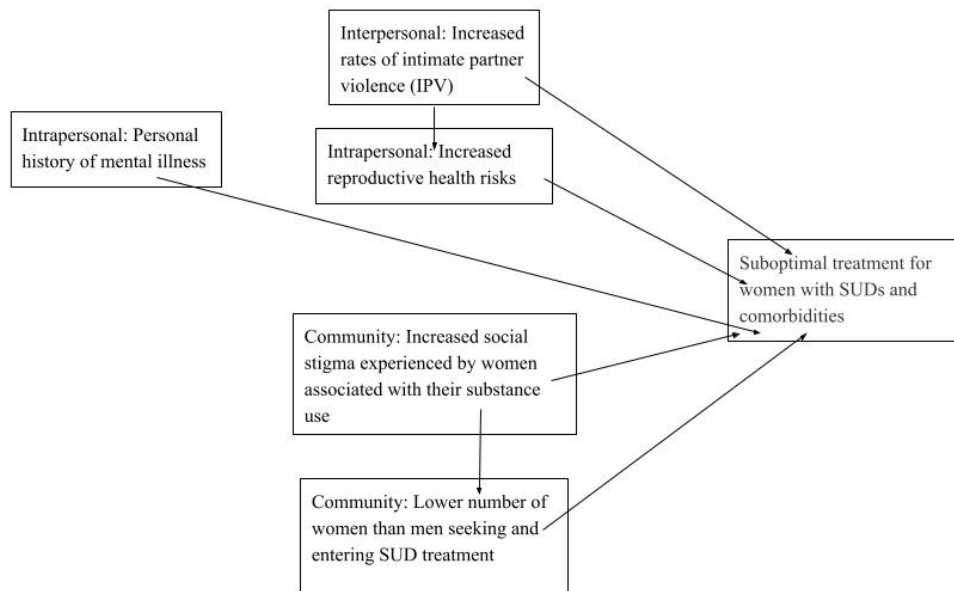 Interpersonal: Increased
rates of intimate partner
violence (IPV)
Intrapersonal: Personal
history of mental illness
Intrapersonal: Increased
reproductive health risks
Suboptimal treatment for
women with SUDs and
comorbidities
Community: Increased social
stigma experienced by women
associated with their substance
use
Community: Lower number of
women than men seeking and
entering SUD treatment